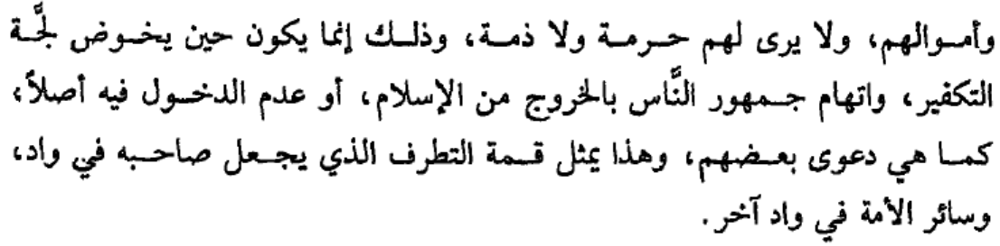 وأموالهم، ولا يرى لهم حرمة ولا ذمة، وذلك إنما يكون حين يخوض لجَّة
التكفير، واتهام جمهور النَّاس بالخروج من الإسلام، أو عدم الدخول فيه أصلاً،
كما هي دعوى بعضهم، وهذا يمثل قمة التطرف الذي يجعل صاحبه في واد،
وسائر الأمة في واد آخر.